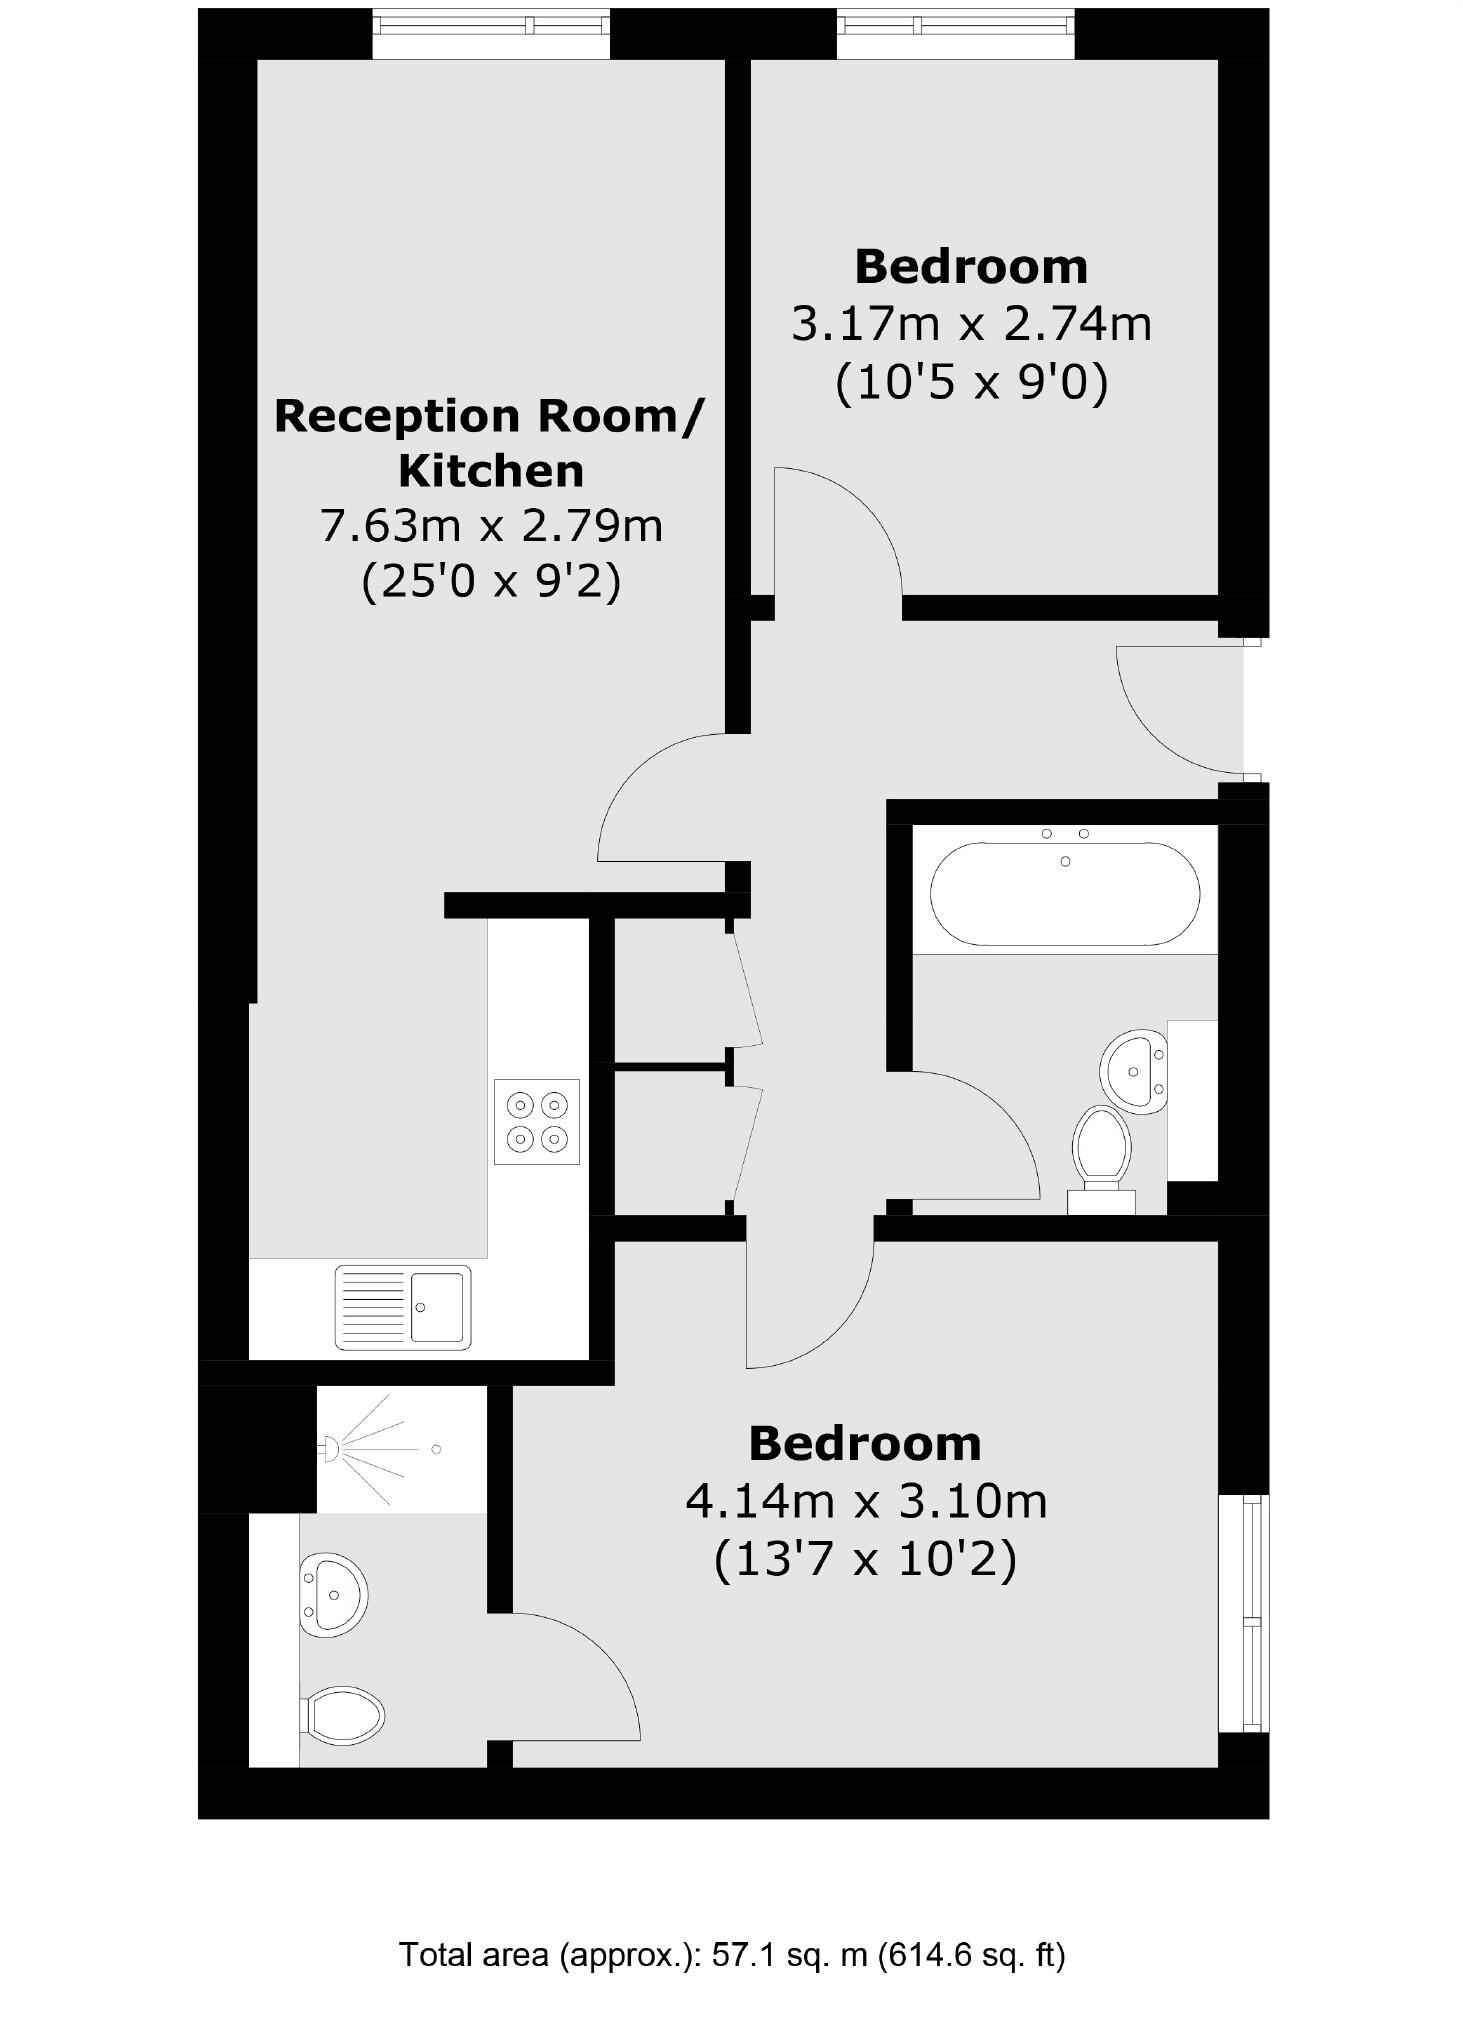 Bedroom
3.17m x 2.74m
(10'5 x 9'0)
Reception Room/
Kitchen
7.63m x 2.79m
(25'0 x 9'2)
Bedroom
4.14m x 3.10m
(13'7 x 10'2)
Total area (approx.): 57.1 sq. m (614.6 sq. ft)